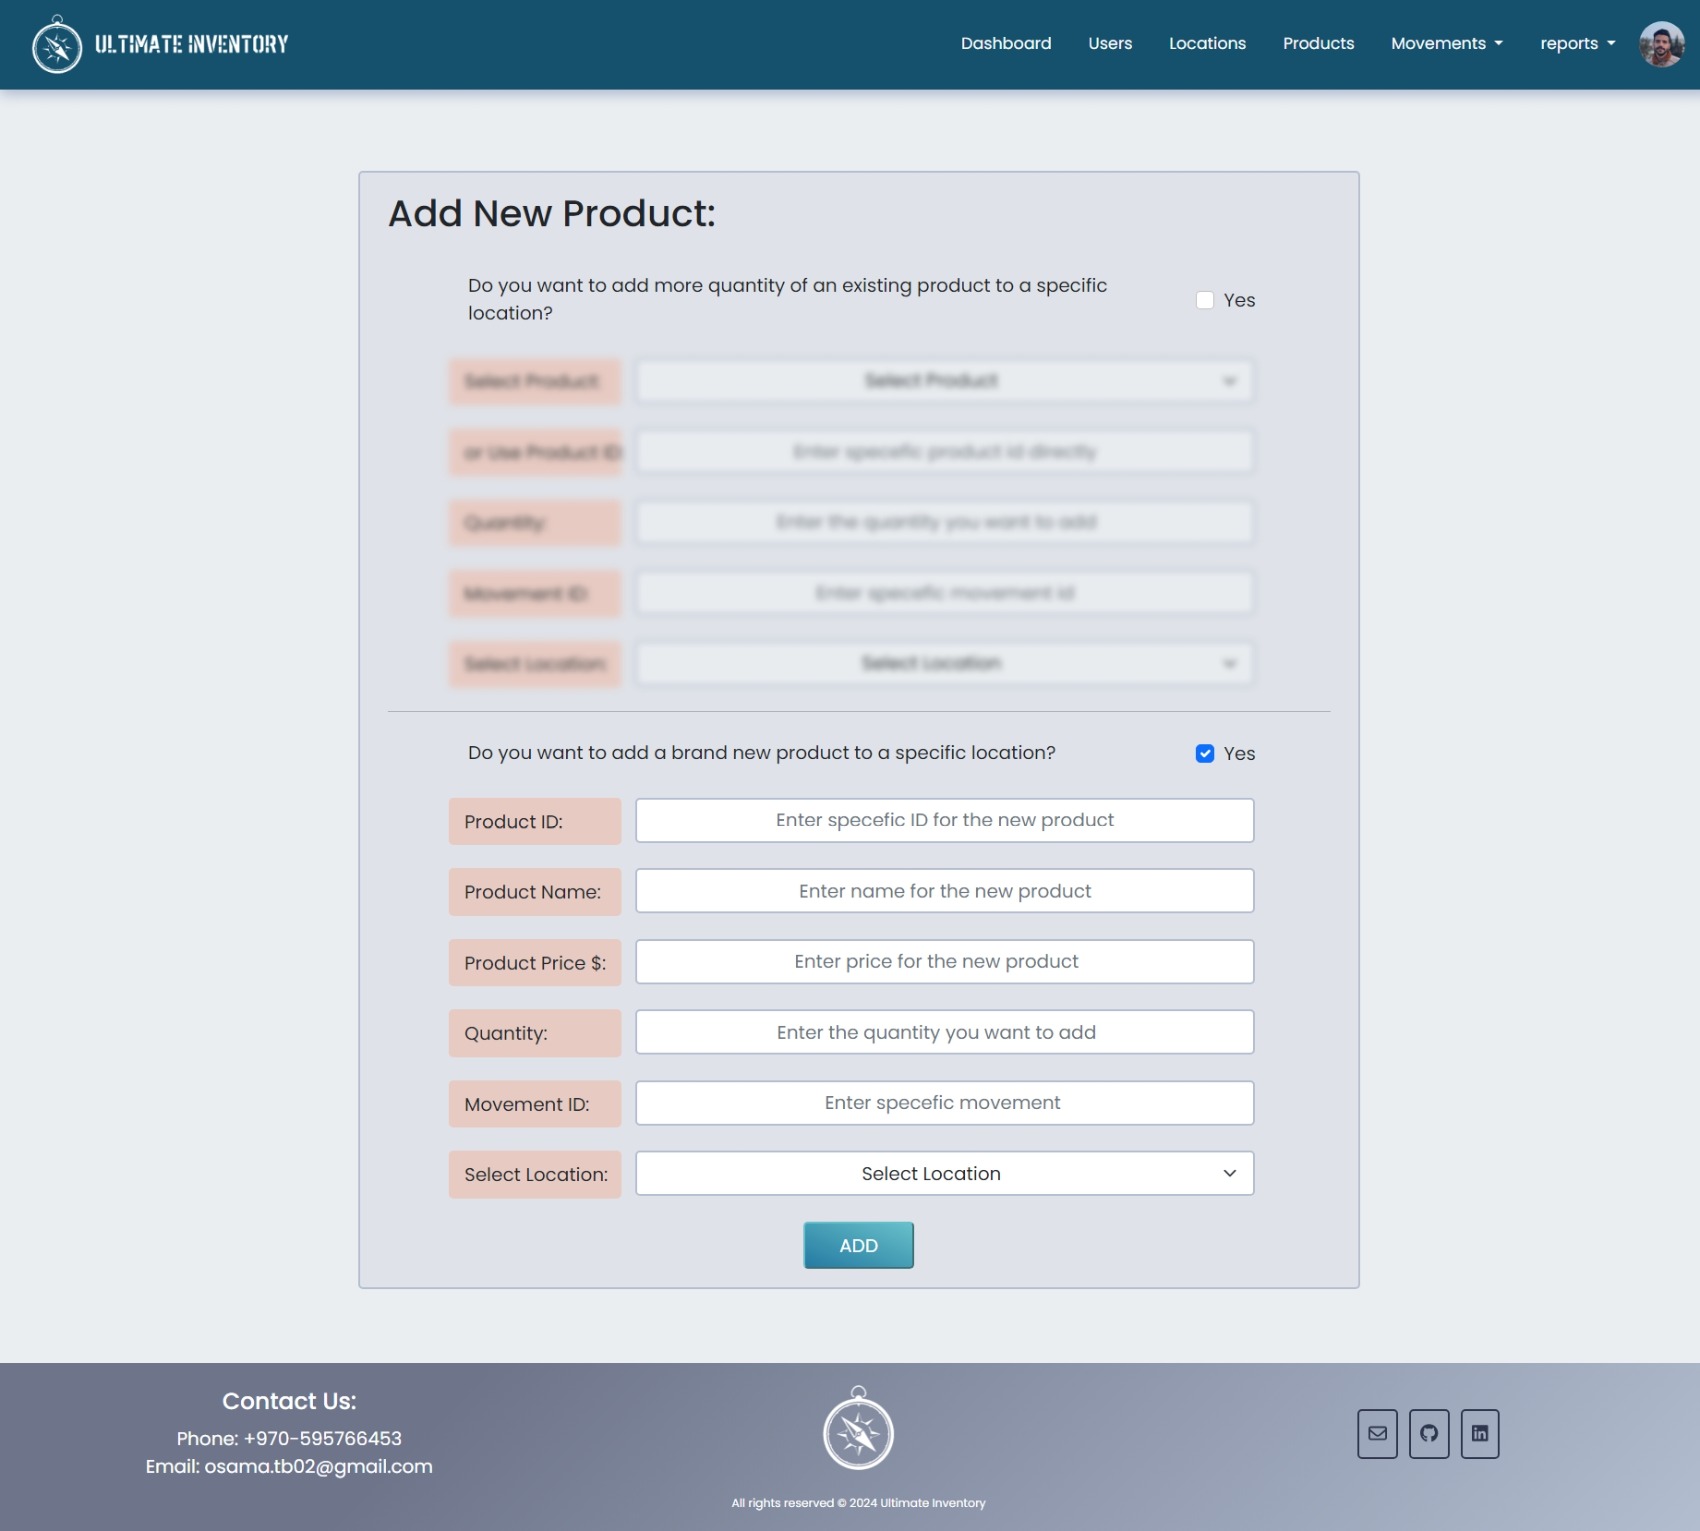 ULTIMATE INVENTORY
Dashboard Users Locations Products Movements reports
Add New Product:
Do you want to add more quantity of an existing product to a specific
location?
Yes
Select Product: Select Product
or Use Product ID: Enter specefic product id directly
Quantity: Enter the quantity you want to add
Movement ID: Enter specefic movement id
Select Location: Select Location
Do you want to add a brand new product to a specific location? Yes
Product ID: Enter specefic ID for the new product
Product Name: Enter name for the new product
Product Price $: Enter price for the new product
Quantity: Enter the quantity you want to add
Movement ID: Enter specefic movement
Select Location: Select Location
ADD
Contact Us:
Phone: +970-595766453
Email: osama.tb02@gmail.com
in
All rights reserved © 2024 Ultimate Inventory